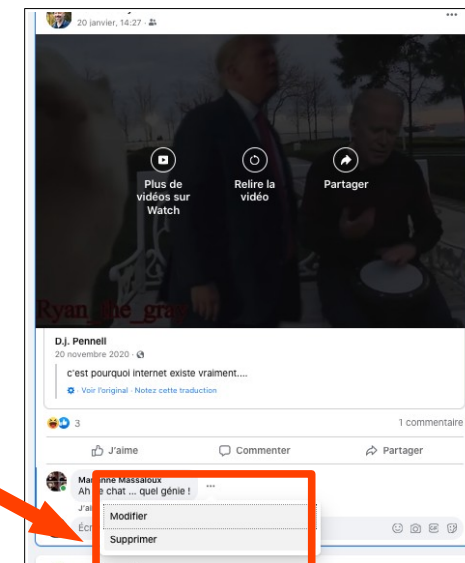 20 janvier, 14:27 ·
Plus de
vidéos sur
Watch
Relire la
vidéo
Partager
Ryan_the_gray
D.j. Pennell
20 novembre 2020 ·
c'est pourquoi internet existe vraiment....
· Voir l'original · Notez cette traduction
3
1 commentaire
J'aime
Commenter
Partager
Massaloux
Ah chat ... quel génie !
Modifier
Supprimer
GIF